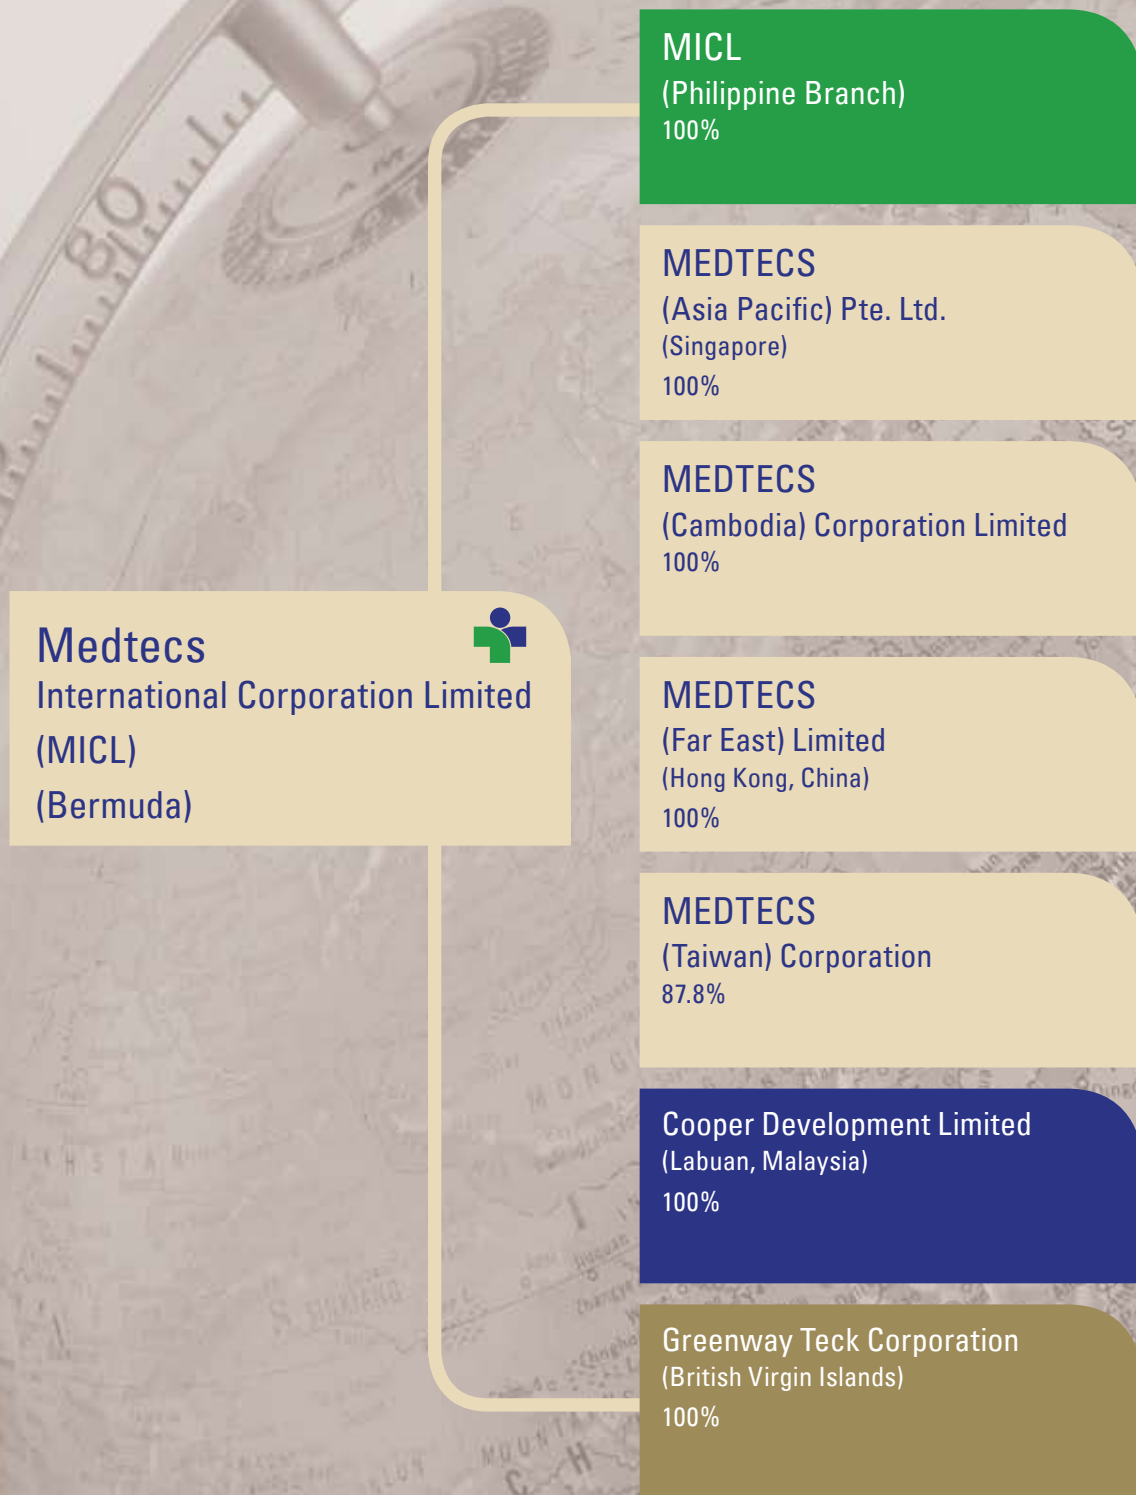 MICL
(Philippine Branch)
100%
MEDTECS
(Asia Pacific) Pte. Ltd.
(Singapore)
100%
MEDTECS
(Cambodia) Corporation Limited
100%
Medtecs
International Corporation Limited
(MICL)
(Bermuda)
MEDTECS
(Far East) Limited
(Hong Kong, China)
100%
MEDTECS
(Taiwan) Corporation
87.8%
Cooper Development Limited
(Labuan, Malaysia)
100%
Greenway Teck Corporation
(British Virgin Islands)
100%
80